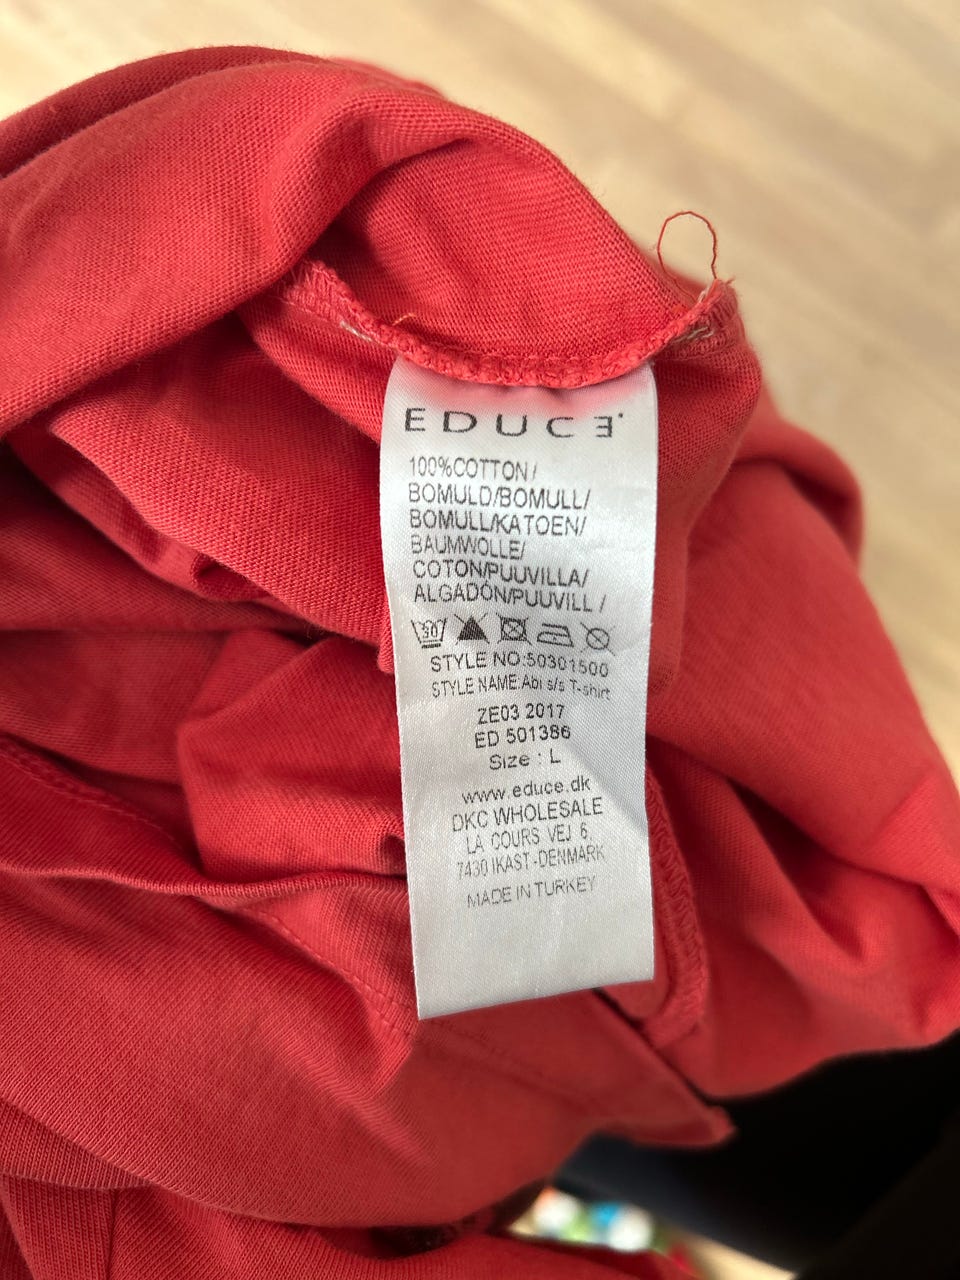 EDUCE
100%COTTON/
BOMULD/BOMULL/
BOMULL/KATOEN/
BAUMWOLLE/
COTON/PUUVILLA/
ALGADÒN/PUUVILL /
30
STYLE NO:50301500
STYLE NAME:Abi s/s T-shirt
ZE03 2017
ED 501386
Size : L
www.educe.dk
DKC WHOLESALE
LA COURS VEJ 6,
7430 IKAST-DENMARK
MADE IN TURKEY